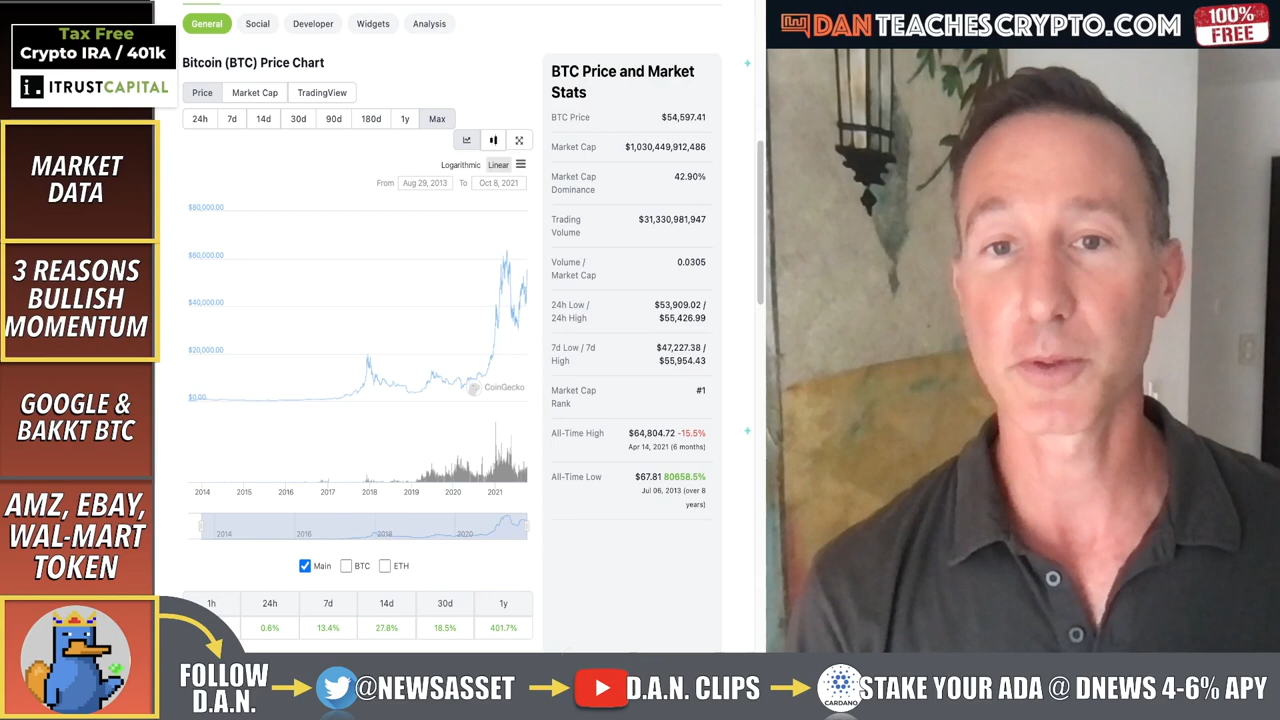 Tax Free
Crypto IRA / 401k
ITRUSTCAPITAL
MARKET
DATA
3 REASONS
BULLISH
MOMENTUM
GOOGLE &
BAKKT BTC
AMZ, EBAY,
WAL-MART
TOKEN
General Social Developer Widgets Analysis
Bitcoin (BTC) Price Chart
Price Market Cap TradingView
24h 7d 14d 30d 90d 180d 1y Max
Logarithmic Linear
From Aug 29, 2013 To Oct 8, 2021
$80,000.00
$60,000.00
$40,000.00
$20,000.00
$0.00
CoinGecko
2014 2015 2016 2017 2018 2019 2020 2021
2014 2016 2018 2020
Main BTC ETH
1h 24h 7d 14d 30d 1y
0.6% 13.4% 27.8% 18.5% 401.7%
BTC Price and Market
Stats
BTC Price $54,597.41
Market Cap $1,030,449,912,486
Market Cap
Dominance 42.90%
Trading
Volume $31,330,981,947
Volume /
Market Cap 0.0305
24h Low / $53,909.02 /
24h High $55,426.99
7d Low / 7d $47,227.38 /
High $55,954.43
Market Cap
Rank #1
All-Time High $64,804.72 -15.5%
Apr 14, 2021 (6 months)
All-Time Low $67.81 80658.5%
Jul 06, 2013 (over 8
years)
DANTEACHESCRYPTO.COM
100%
FREE
FOLLOW
D.A.N.
@NEWSASSET
D.A.N. CLIPS
CARDANO
STAKE YOUR ADA @ DNEWS 4-6% APY